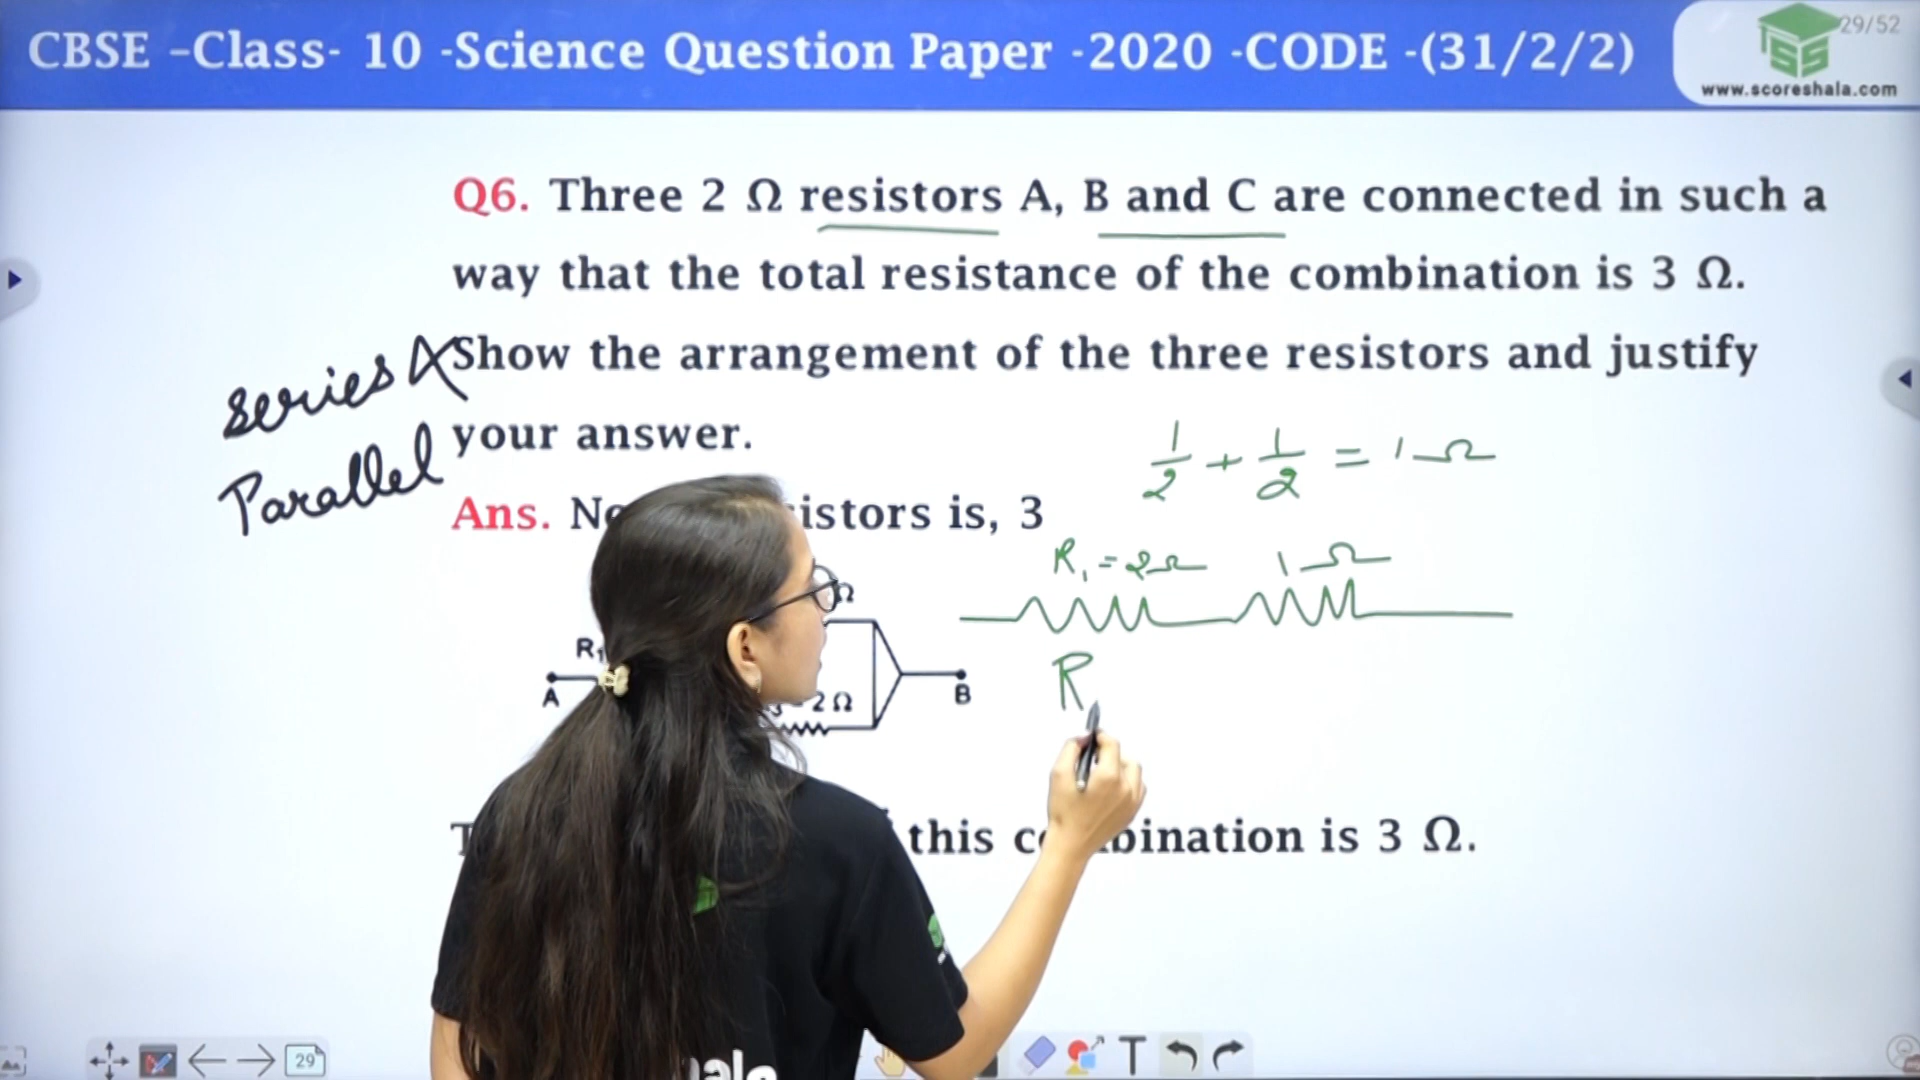 CBSE –Class- 10 -Science Question Paper -2020 -CODE -(31/2/2)
29/52
SS
www.scoreshala.com
Q6. Three 2 Ω resistors A, B and C are connected in such a
way that the total resistance of the combination is 3 Ω.
Show the arrangement of the three resistors and justify
your answer.
series
Parallel
1/2 + 1/2 = 1 Ω
Ans. istors is, 3
R₁ = 2Ω 1 Ω
Ω
R₁
A
2 Ω
B
R
this bination is 3 Ω.
29
T